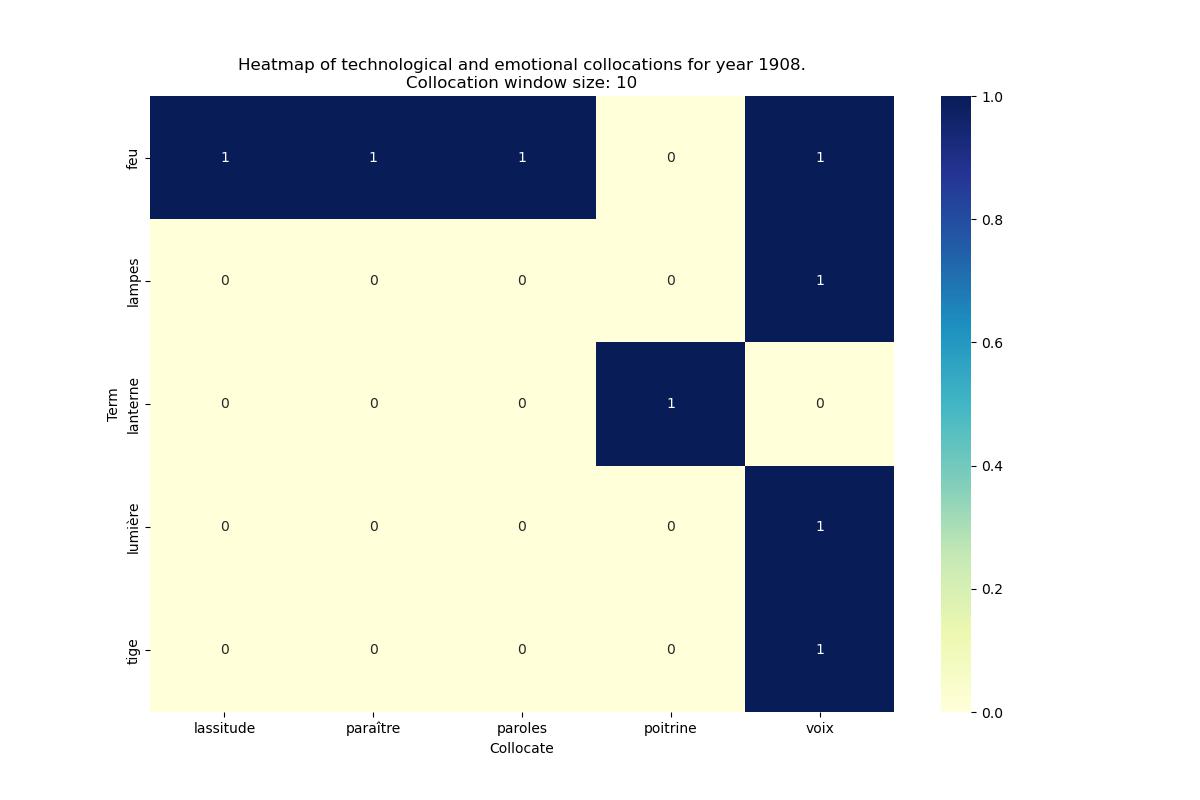 Heatmap of technological and emotional collocations for year 1908.
Collocation window size: 10
feu 1 1 1 0 1
lampes 0 0 0 0 1
lanterne 0 0 0 1 0
lumière 0 0 0 0 1
tige 0 0 0 0 1
Term
lassitude paraître paroles poitrine voix
Collocate
1.0
0.8
0.6
0.4
0.2
0.0